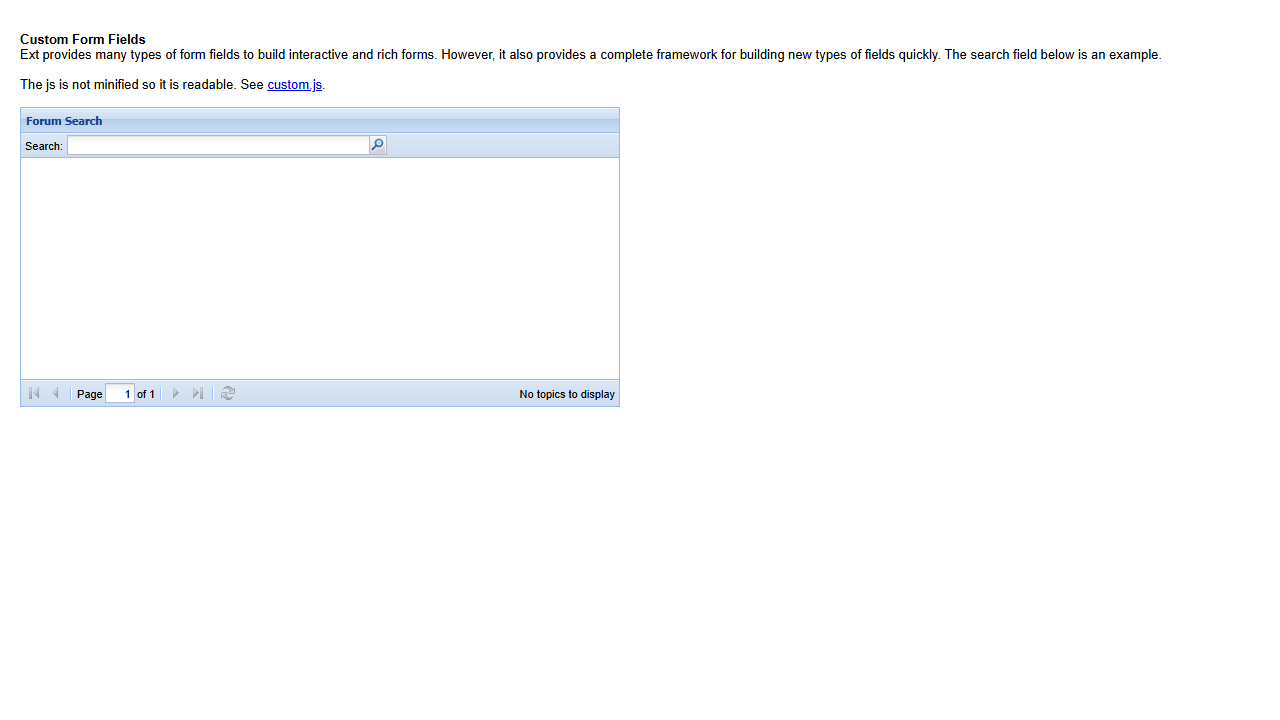 Custom Form Fields
Ext provides many types of form fields to build interactive and rich forms. However, it also provides a complete framework for building new types of fields quickly. The search field below is an example.
The js is not minified so it is readable. See custom.js.
Forum Search
Search:
Page 1 of 1 No topics to display